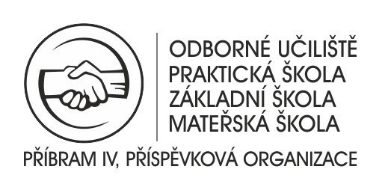 ODBORNÉ UČILIŠTĚ
PRAKTICKÁ ŠKOLA
ZÁKLADNÍ ŠKOLA
MATEŘSKÁ ŠKOLA
PŘÍBRAM IV, PŘÍSPĚVKOVÁ ORGANIZACE